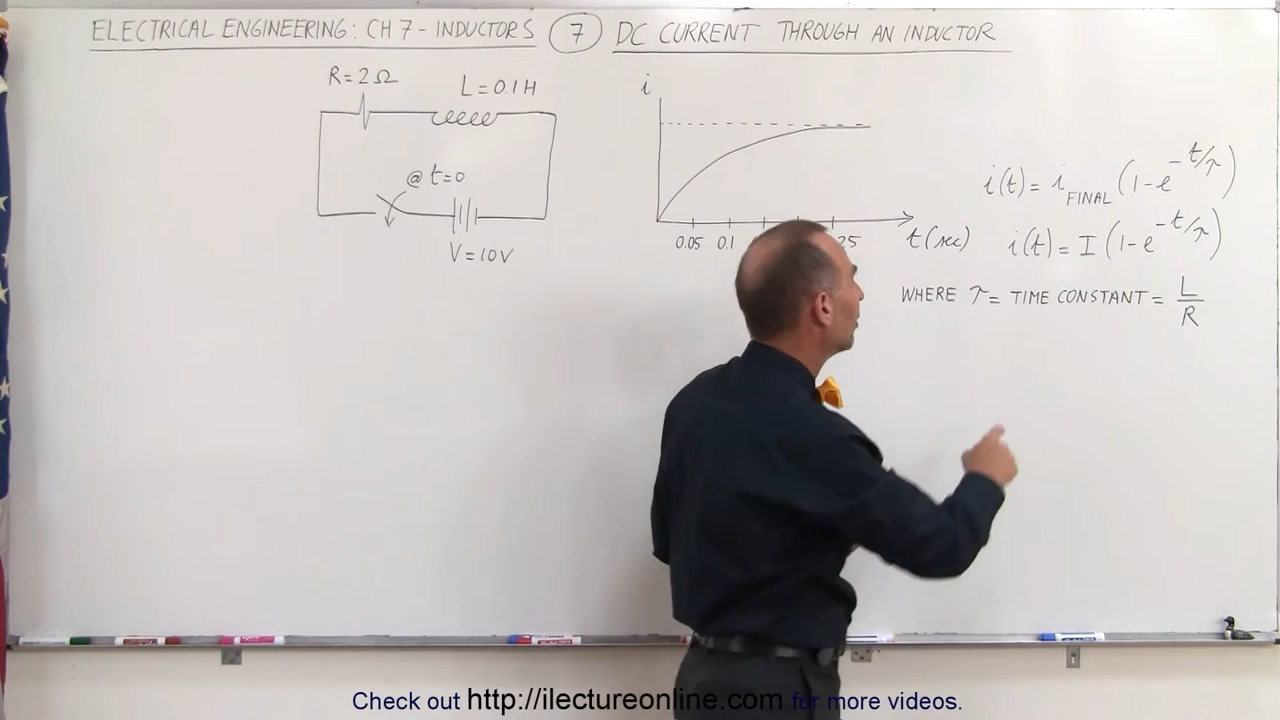 ELECTRICAL ENGINEERING: CH 7 - INDUCTORS 7 DC CURRENT THROUGH AN INDUCTOR
R = 2 Ω
L = 0.1 H
@ t=0
V = 10 V
i
0.05 0.1
t (sec)
i(t) = i FINAL (1-e^-t/τ)
i(t) = I (1-e^-t/τ)
WHERE τ = TIME CONSTANT = L/R
Check out http://ilectureonline.com for more videos.